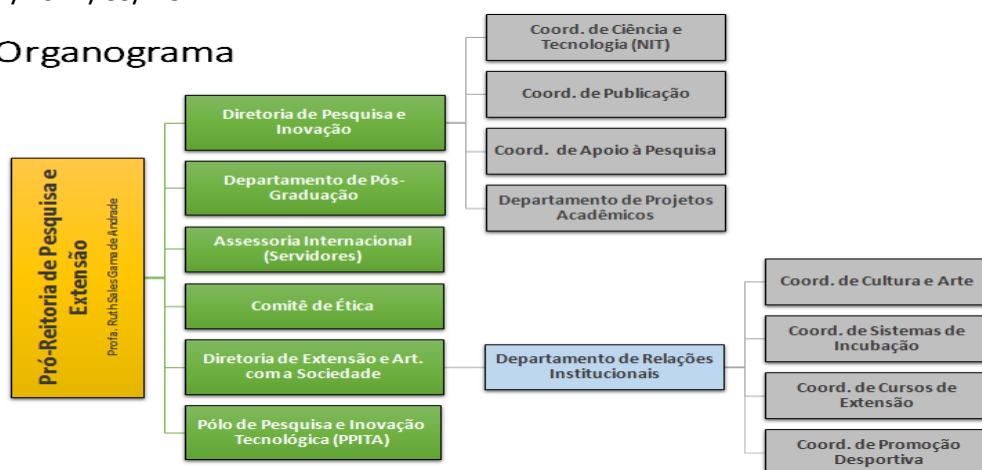 Organograma
Pró-Reitoria de Pesquisa e
Extensão
Profa. Ruth Sales Gama de Andrade
Diretoria de Pesquisa e
Inovação
Departamento de Pós-
Graduação
Assessoria Internacional
(Servidores)
Comitê de Ética
Diretoria de Extensão e Art.
com a Sociedade
Pólo de Pesquisa e Inovação
Tecnológica (PPITA)
Coord. de Ciência e
Tecnologia (NIT)
Coord. de Publicação
Coord. de Apoio à Pesquisa
Departamento de Projetos
Acadêmicos
Departamento de Relações
Institucionais
Coord. de Cultura e Arte
Coord. de Sistemas de
Incubação
Coord. de Cursos de
Extensão
Coord. de Promoção
Desportiva